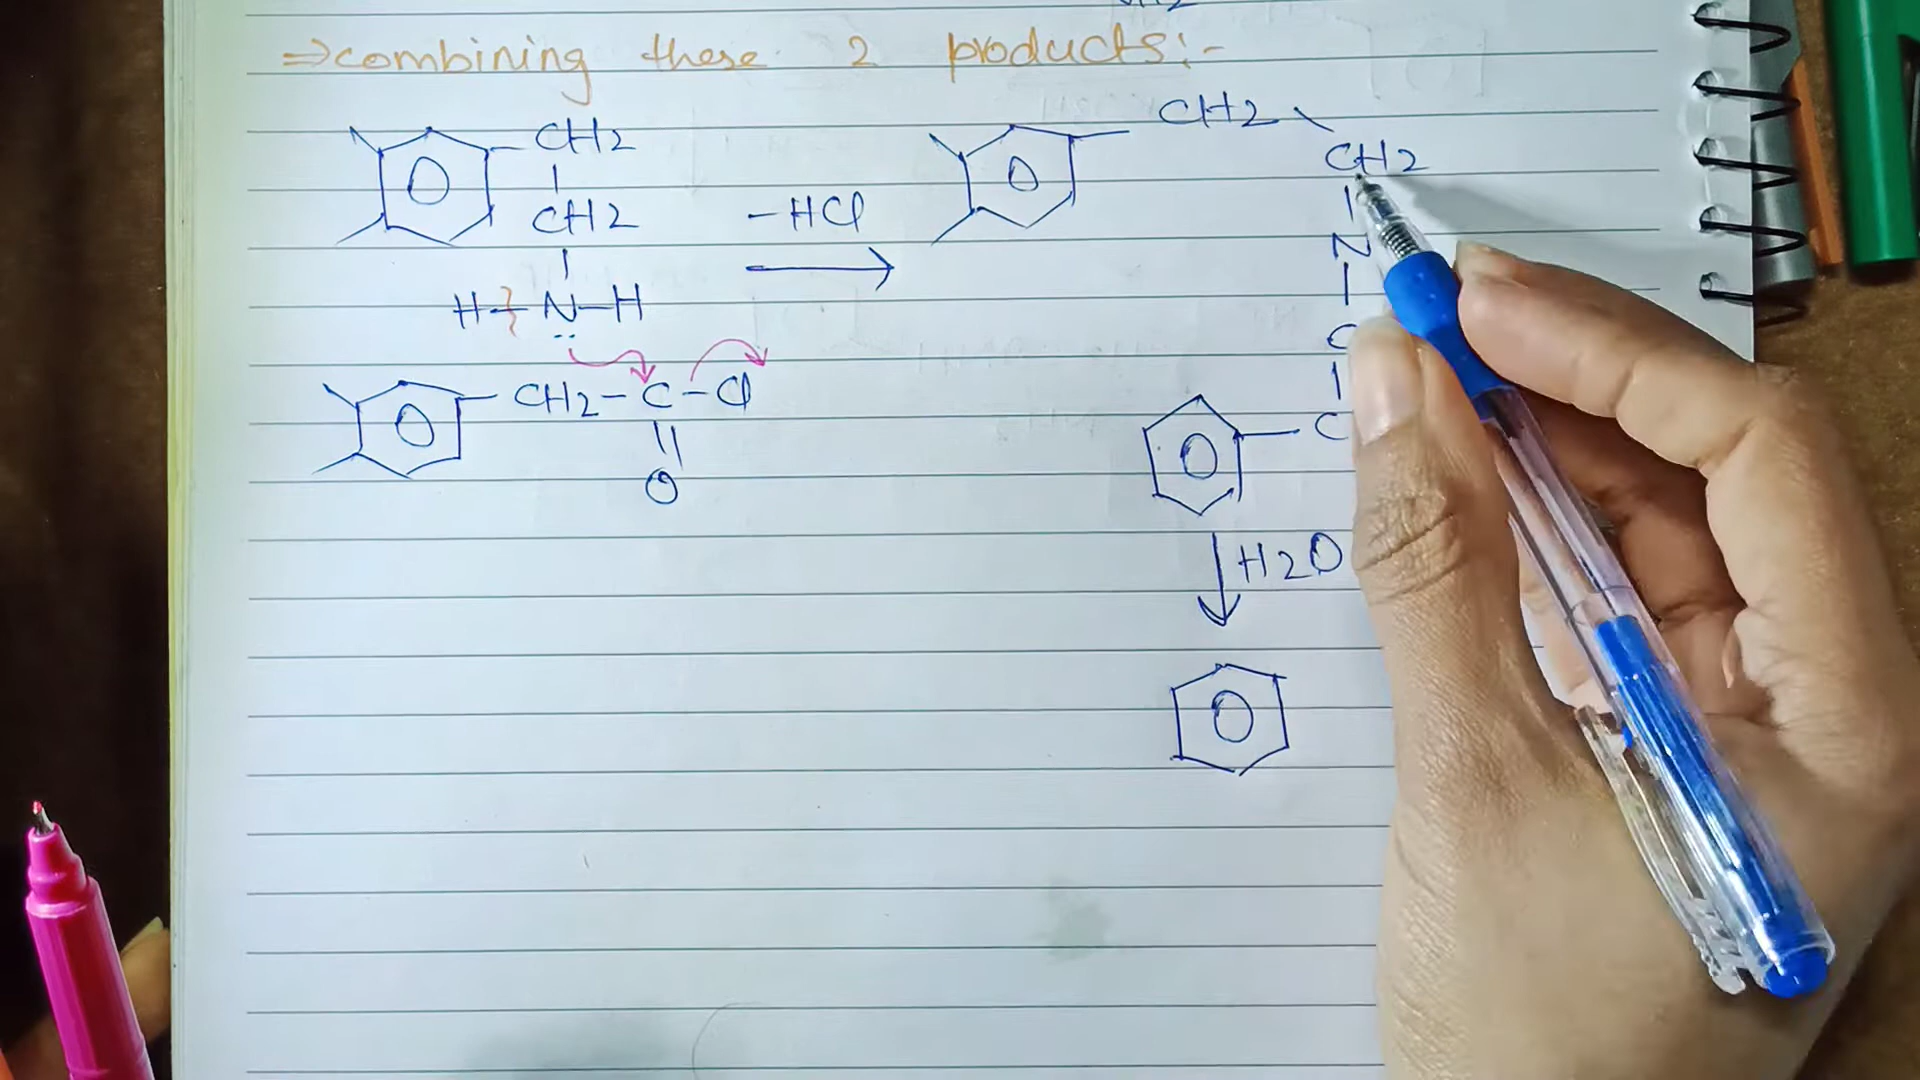 ⇒combining these 2 products:-
CH2
CH2
H N-H
-HCl
CH2-C-Cl
O
CH2
CH2
N
C
C
H2O